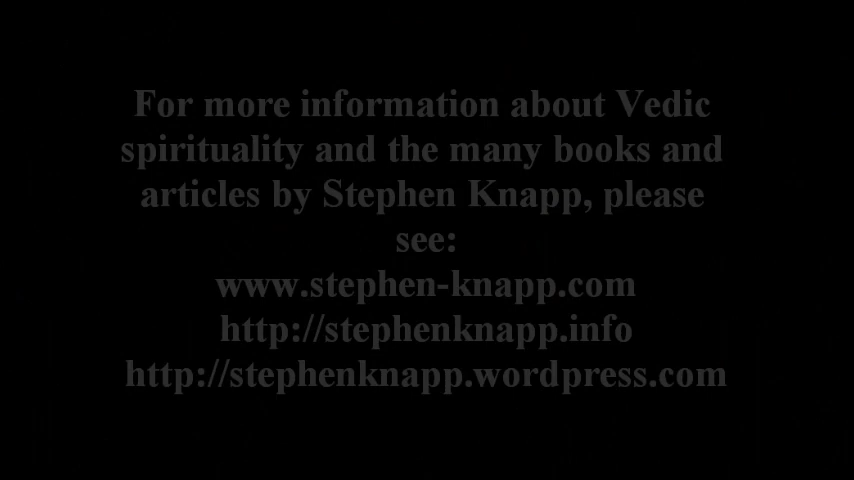 For more information about Vedic
spirituality and the many books and
articles by Stephen Knapp, please
see:
www.stephen-knapp.com
http://stephenknapp.info
http://stephenknapp.wordpress.com